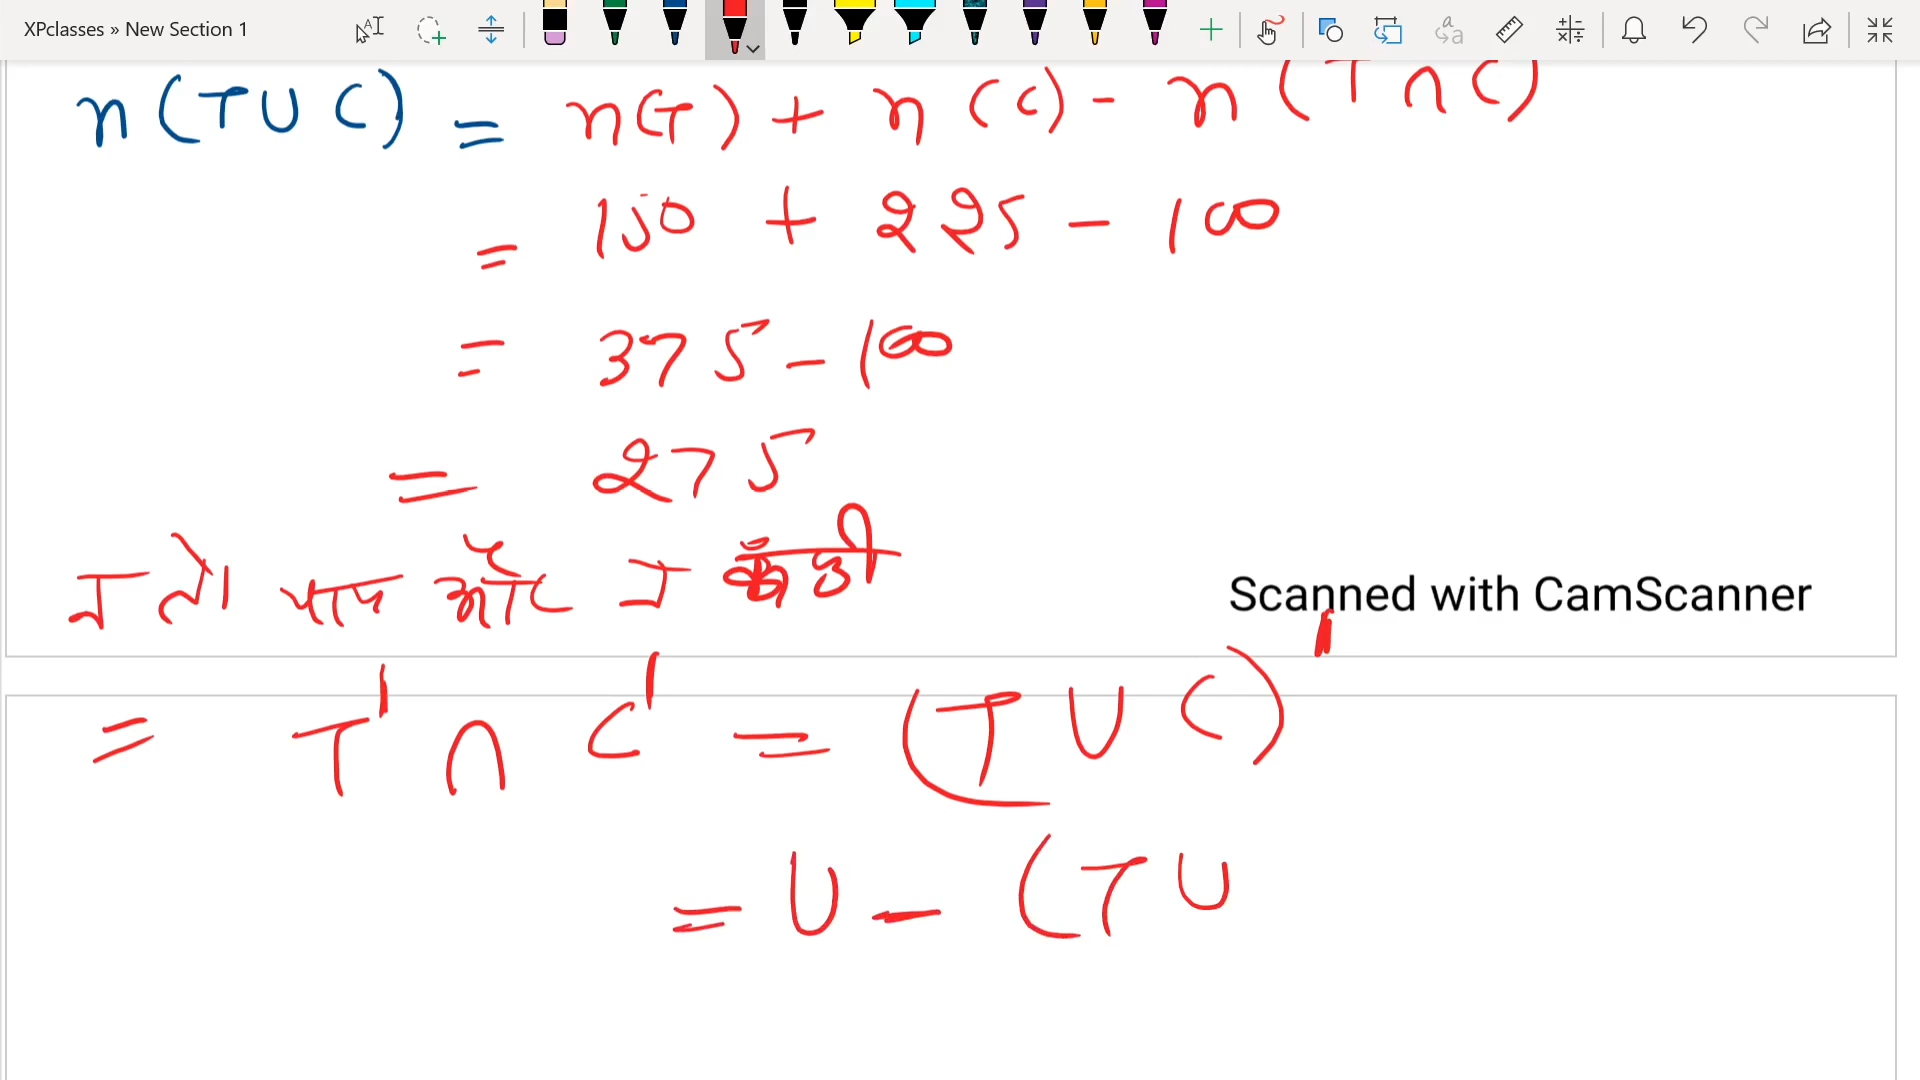 XPclasses » New Section 1
n(T∪C) = n(T) + n(C) - n(T∩C)
= 150 + 225 - 100
= 375 - 100
= 275
न तो चाय और न कॉफी
Scanned with CamScanner
= T' ∩ C' = (T ∪ C)'
= U - (T ∪